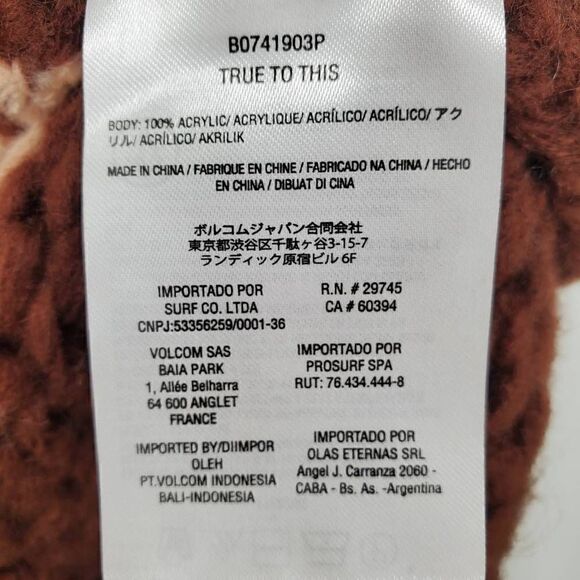 B0741903P
TRUE TO THIS
BODY: 100% ACRYLIC/ ACRYLIQUE/ ACRÍLICO/ ACRÍLICO/ アク
リル/ ACRÍLICO/ AKRILIK
MADE IN CHINA / FABRIQUE EN CHINE / FABRICADO NA CHINA / HECHO
EN CHINA / DIBUAT DI CINA
ボルコムジャパン合同会社
東京都渋谷区千駄ヶ谷3-15-7
ランディック原宿ビル 6F
IMPORTADO POR
SURF CO. LTDA
CNPJ:53356259/0001-36
R.N. # 29745
CA # 60394
VOLCOM SAS
BAIA PARK
1, Allée Belharra
64 600 ANGLET
FRANCE
IMPORTADO POR
PROSURF SPA
RUT: 76.434.444-8
IMPORTED BY/DIIMPOR
OLEH
PT.VOLCOM INDONESIA
BALI-INDONESIA
IMPORTADO POR
OLAS ETERNAS SRL
Angel J. Carranza 2060 -
CABA - Bs. As. -Argentina